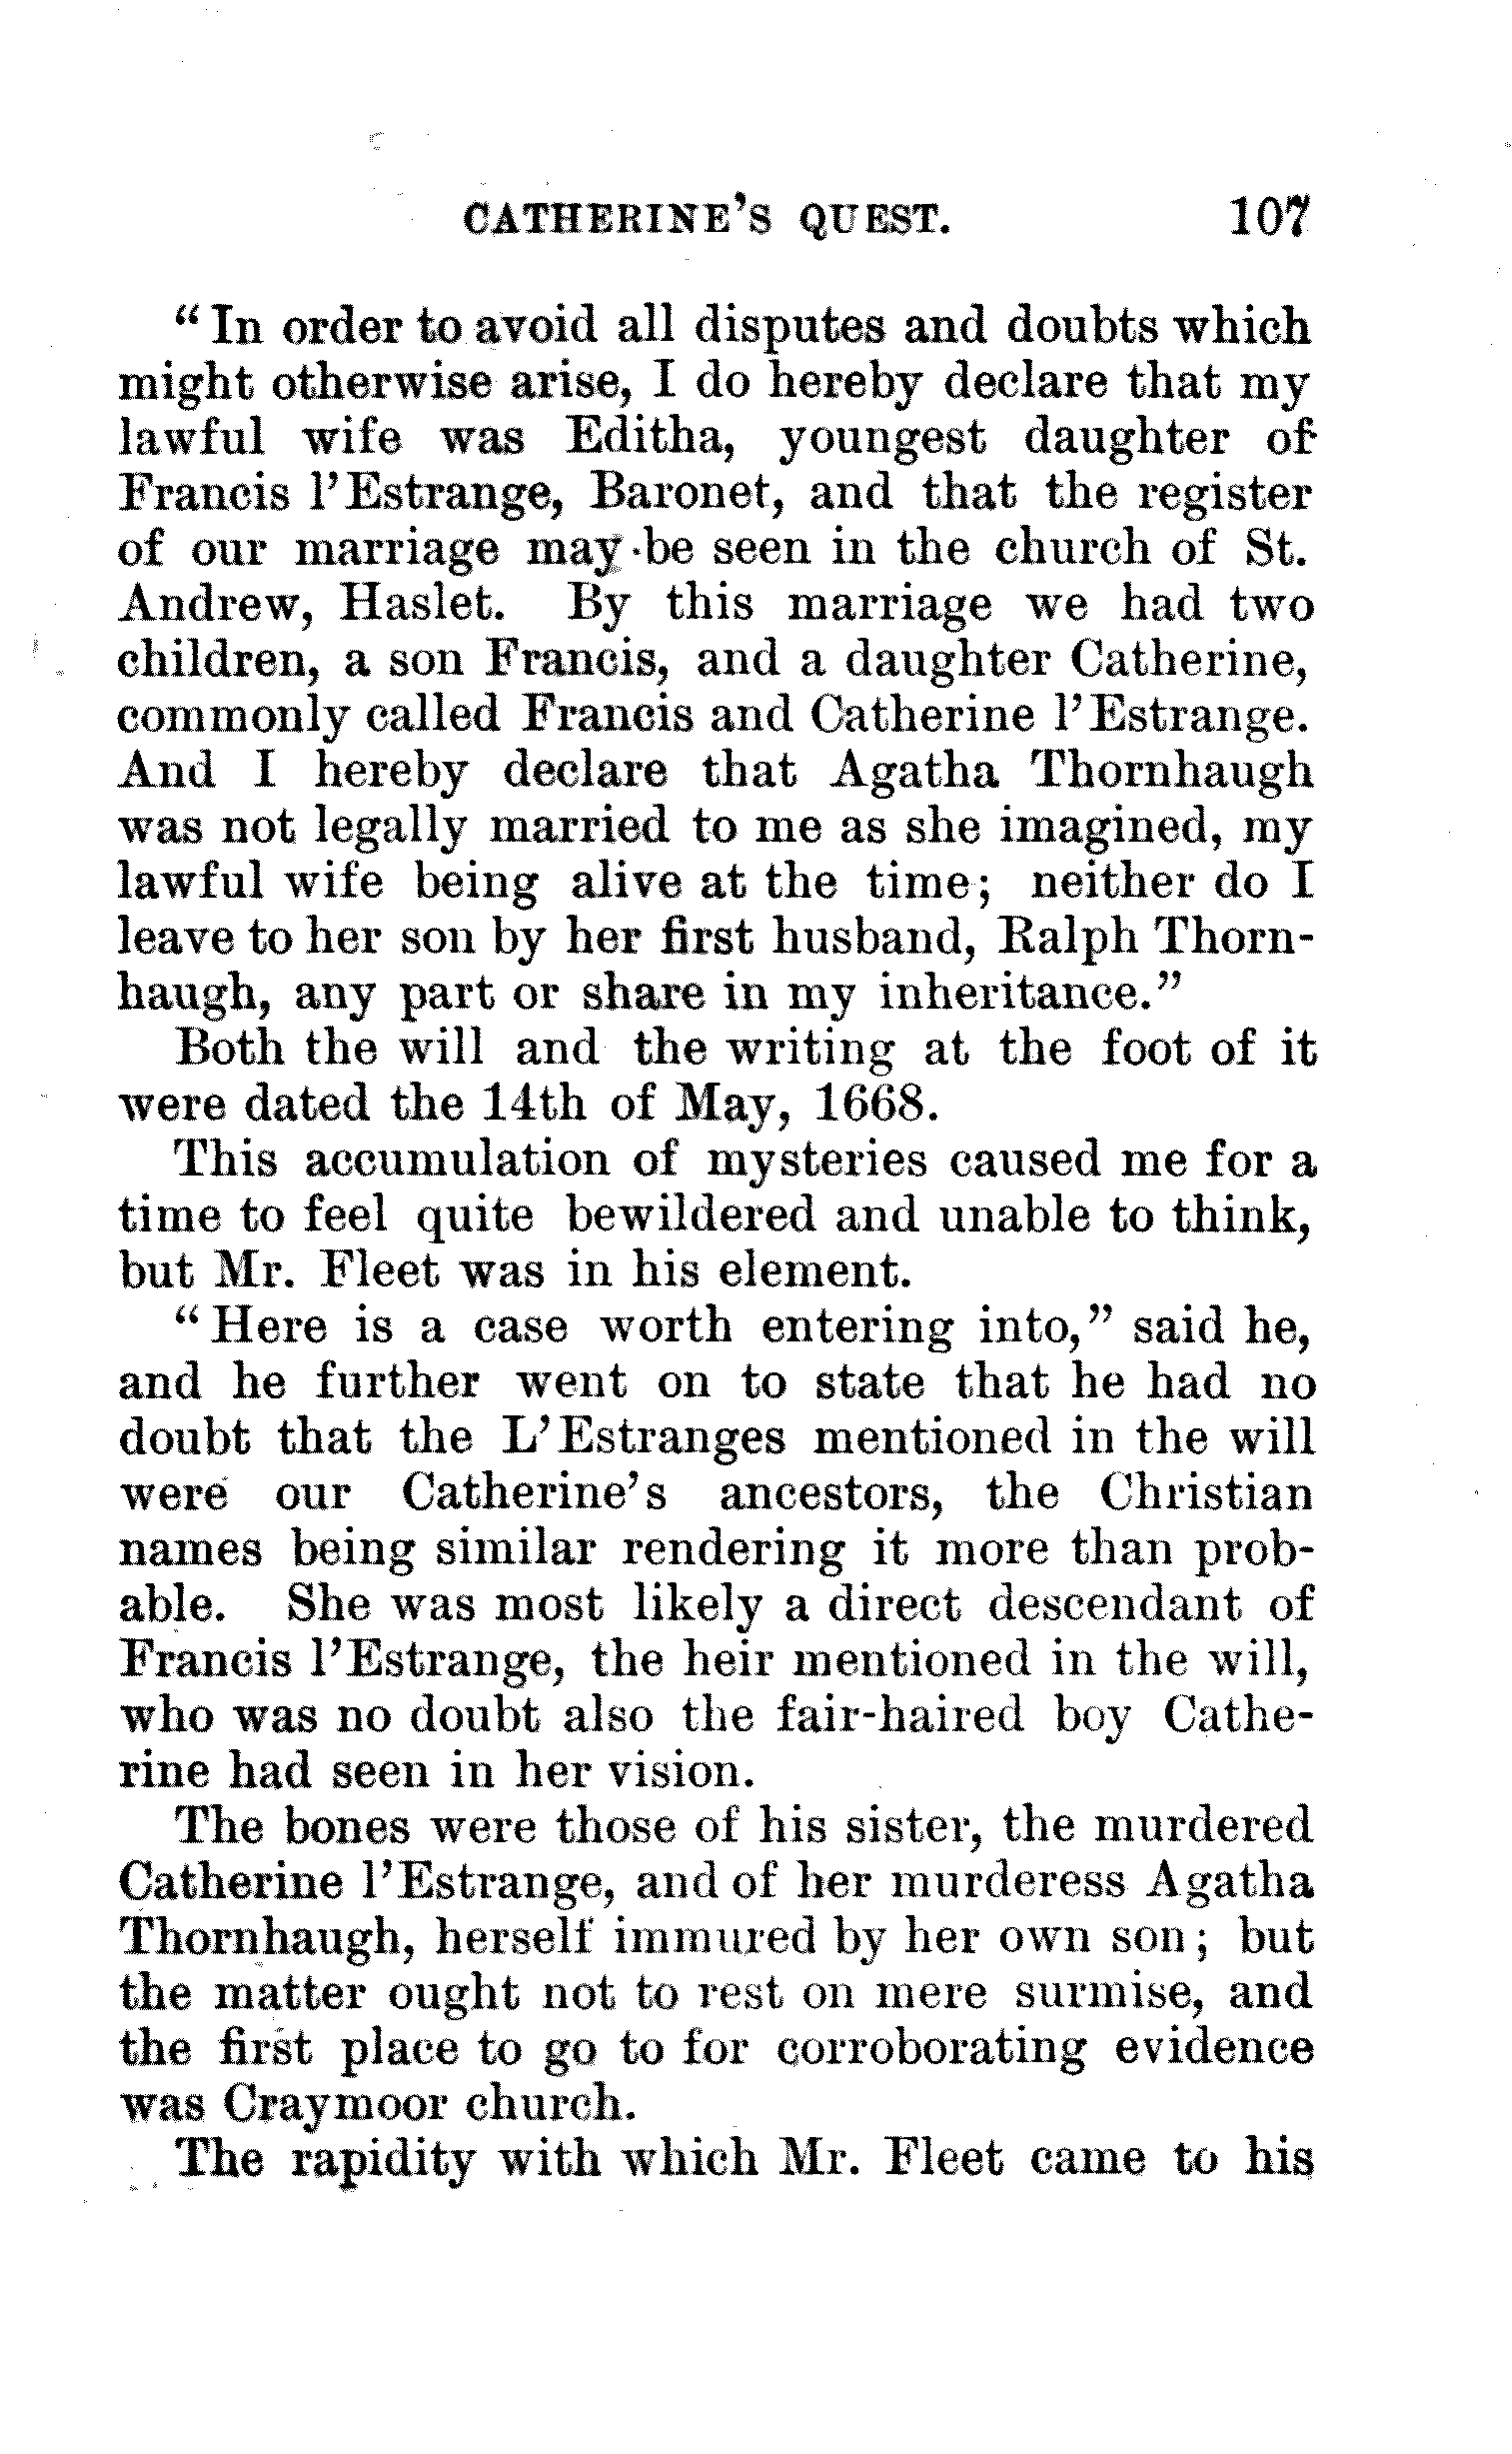 CATHERINE'S QUEST. 107
"In order to avoid all disputes and doubts which
might otherwise arise, I do hereby declare that my
lawful wife was Editha, youngest daughter of
Francis l'Estrange, Baronet, and that the register
of our marriage may be seen in the church of St.
Andrew, Haslet. By this marriage we had two
children, a son Francis, and a daughter Catherine,
commonly called Francis and Catherine l'Estrange.
And I hereby declare that Agatha Thornhaugh
was not legally married to me as she imagined, my
lawful wife being alive at the time; neither do I
leave to her son by her first husband, Ralph Thorn-
haugh, any part or share in my inheritance."
Both the will and the writing at the foot of it
were dated the 14th of May, 1668.
This accumulation of mysteries caused me for a
time to feel quite bewildered and unable to think,
but Mr. Fleet was in his element.
"Here is a case worth entering into," said he,
and he further went on to state that he had no
doubt that the L'Estranges mentioned in the will
were our Catherine's ancestors, the Christian
names being similar rendering it more than prob-
able. She was most likely a direct descendant of
Francis l'Estrange, the heir mentioned in the will,
who was no doubt also the fair-haired boy Cathe-
rine had seen in her vision.
The bones were those of his sister, the murdered
Catherine l'Estrange, and of her murderess Agatha
Thornhaugh, herself immured by her own son; but
the matter ought not to rest on mere surmise, and
the first place to go to for corroborating evidence
was Craymoor church.
The rapidity with which Mr. Fleet came to his